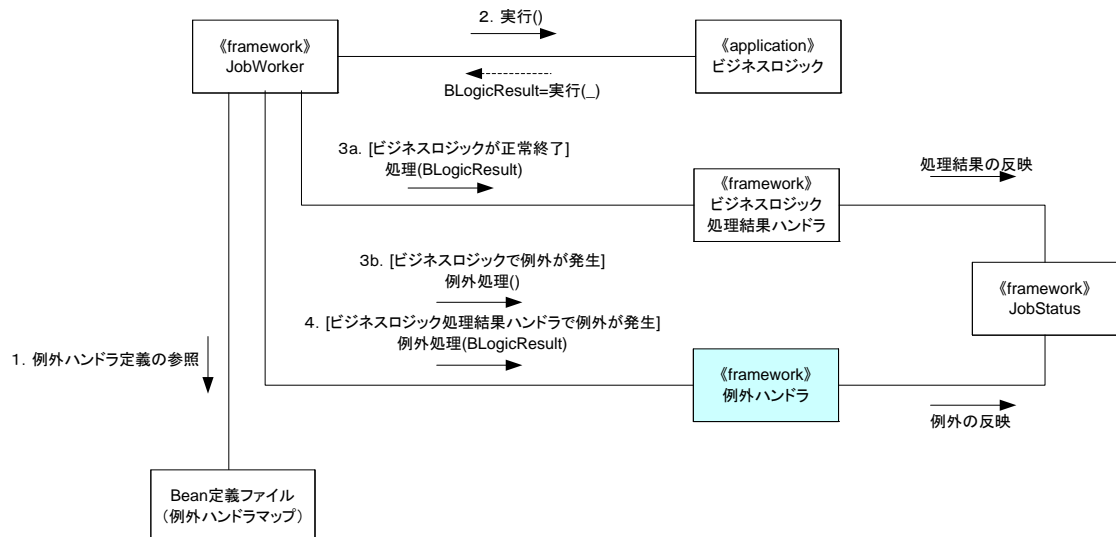 2．実行()
《framework》
JobWorker
《application》
ビジネスロジック
BLogicResult=実行(_)
3a．[ビジネスロジックが正常終了]
処理(BLogicResult)
処理結果の反映
《framework》
ビジネスロジック
処理結果ハンドラ
3b．[ビジネスロジックで例外が発生]
例外処理()
《framework》
JobStatus
4．[ビジネスロジック処理結果ハンドラで例外が発生]
例外処理(BLogicResult)
1．例外ハンドラ定義の参照
《framework》
例外ハンドラ
例外の反映
Bean定義ファイル
（例外ハンドラマップ）